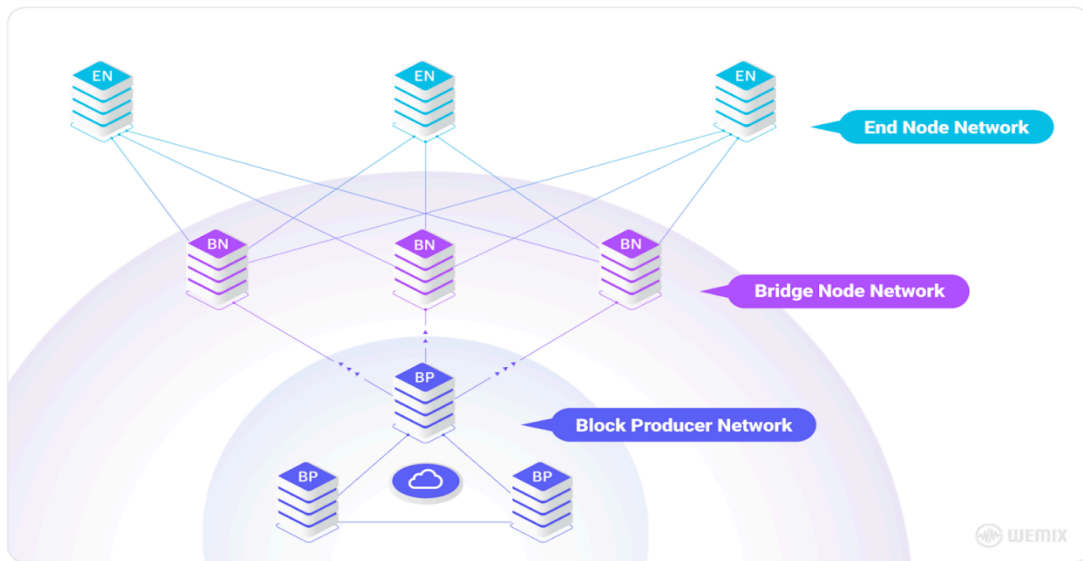 EN
EN
EN
End Node Network
BN
BN
BN
Bridge Node Network
BP
Block Producer Network
BP
BP
WEMIX